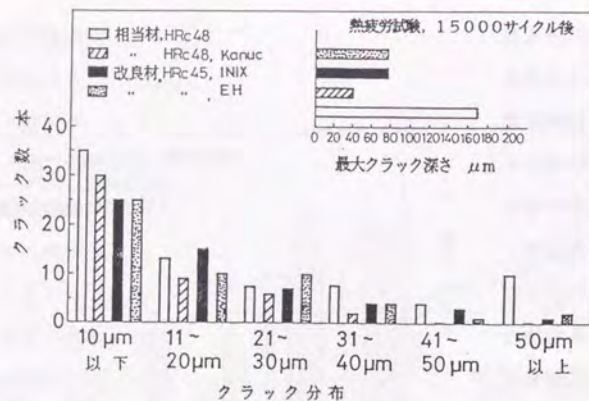 相当材,HRc48
〃 HRc48, Kanuc
改良材,HRc45, INIX
〃 〃 , EH
熱疲労試験, 15000サイクル後
0 20 40 60 80 100 120 140 160 180 200
最大クラック深さ μm
クラック数 本
40
30
20
10
0
10μm 以下
11~20μm
21~30μm
31~40μm
41~50μm
50μm 以上
クラック分布